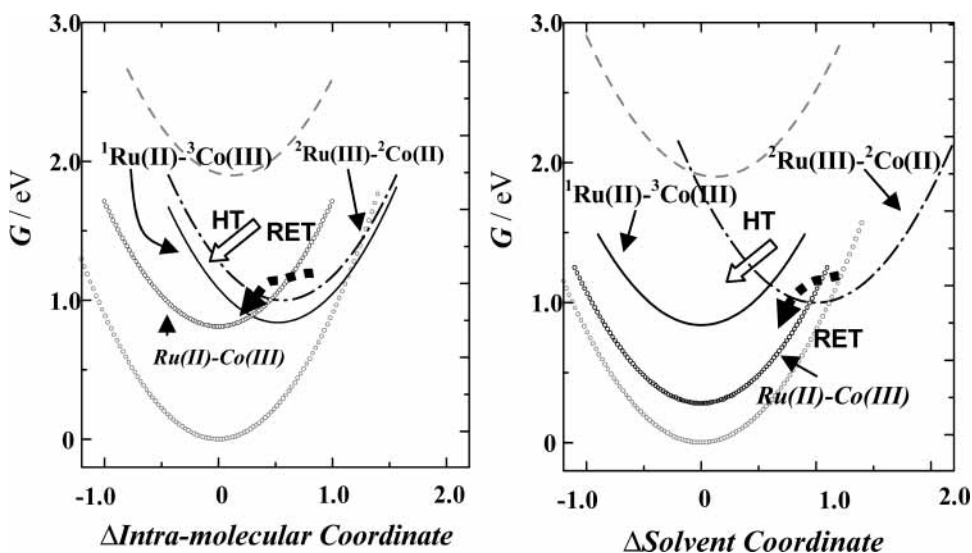 3.0
2.0
1.0
0
G / eV
¹Ru(II)-³Co(III)
²Ru(III)-²Co(II)
HT
RET
Ru(II)-Co(III)
-1.0
0
1.0
2.0
ΔIntra-molecular Coordinate
3.0
2.0
1.0
0
G / eV
²Ru(III)-²Co(II)
¹Ru(II)-³Co(III)
HT
RET
Ru(II)-Co(III)
-1.0
0
1.0
2.0
ΔSolvent Coordinate